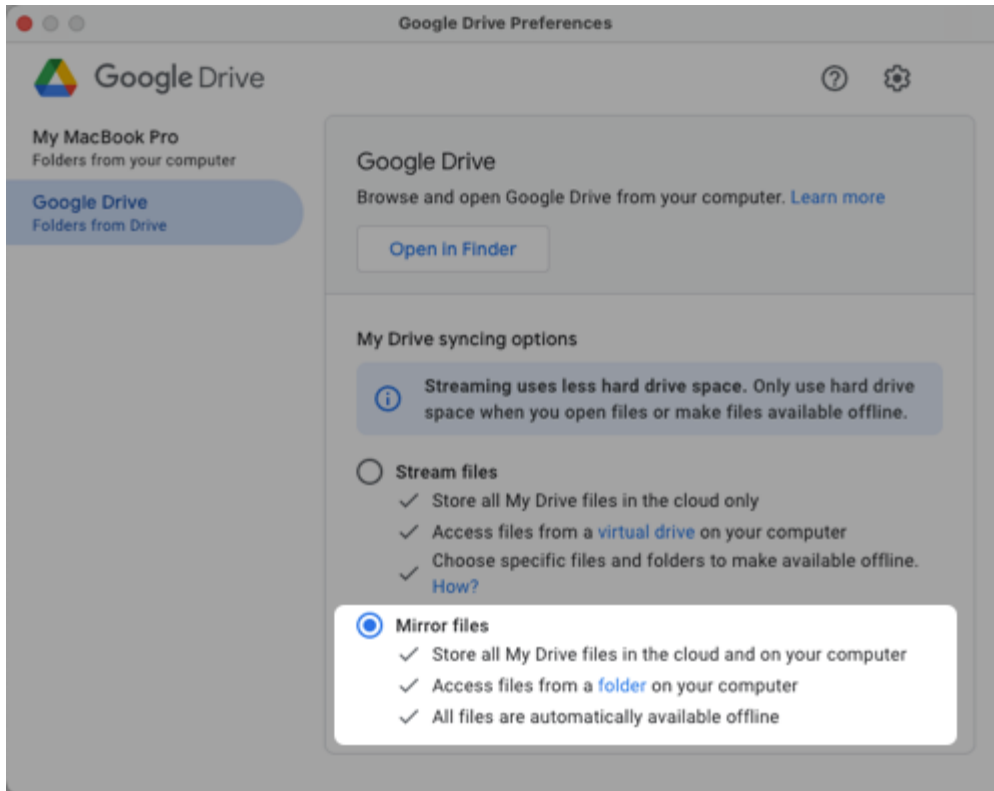 Google Drive Preferences
Google Drive
My MacBook Pro
Folders from your computer
Google Drive
Folders from Drive
Google Drive
Browse and open Google Drive from your computer. Learn more
Open in Finder
My Drive syncing options
Streaming uses less hard drive space. Only use hard drive
space when you open files or make files available offline.
Stream files
Store all My Drive files in the cloud only
Access files from a virtual drive on your computer
Choose specific files and folders to make available offline.
How?
Mirror files
Store all My Drive files in the cloud and on your computer
Access files from a folder on your computer
All files are automatically available offline